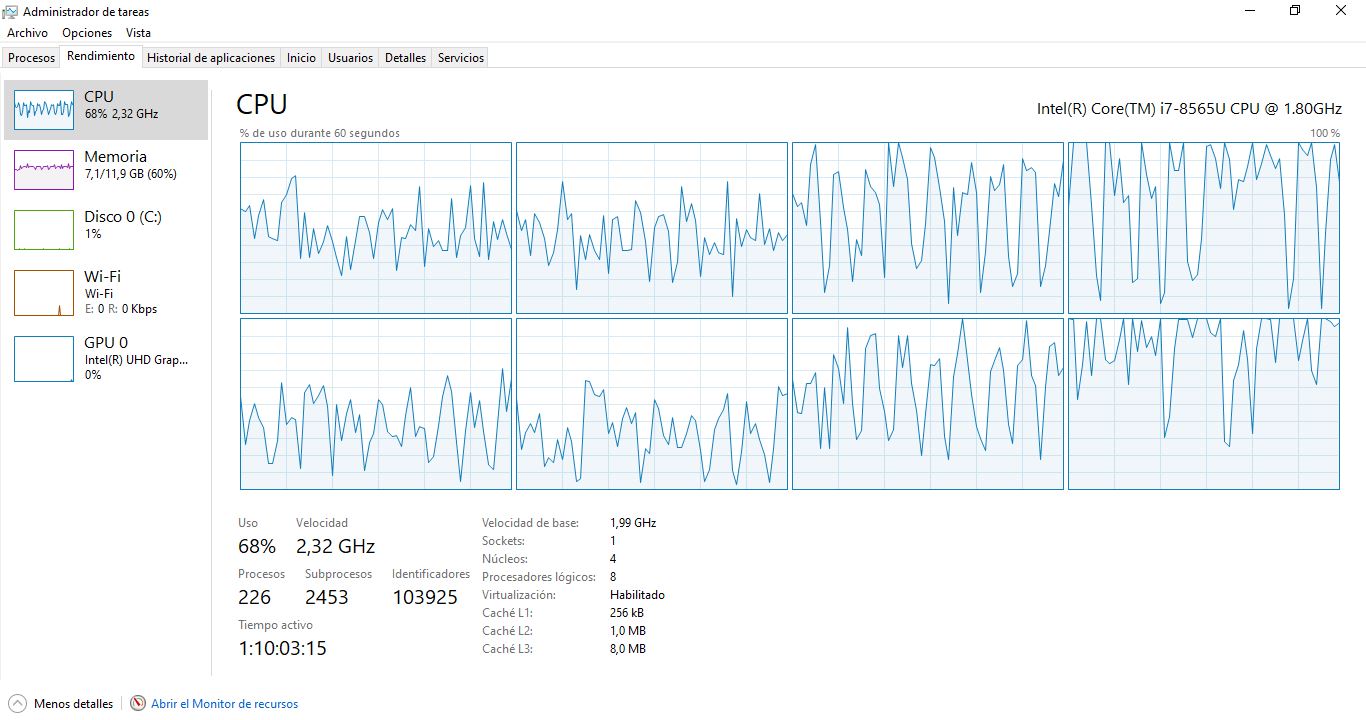 Administrador de tareas
Archivo Opciones Vista
Procesos Rendimiento Historial de aplicaciones Inicio Usuarios Detalles Servicios
CPU
68% 2,32 GHz
Memoria
7,1/11,9 GB (60%)
Disco 0 (C:)
1%
Wi-Fi
Wi-Fi
E: 0 R: 0 Kbps
GPU 0
Intel(R) UHD Grap...
0%
CPU
Intel(R) Core(TM) i7-8565U CPU @ 1.80GHz
% de uso durante 60 segundos
100 %
Uso Velocidad
68% 2,32 GHz
Procesos Subprocesos Identificadores
226 2453 103925
Tiempo activo
1:10:03:15
Velocidad de base: 1,99 GHz
Sockets: 1
Núcleos: 4
Procesadores lógicos: 8
Virtualización: Habilitado
Caché L1: 256 kB
Caché L2: 1,0 MB
Caché L3: 8,0 MB
Menos detalles Abrir el Monitor de recursos